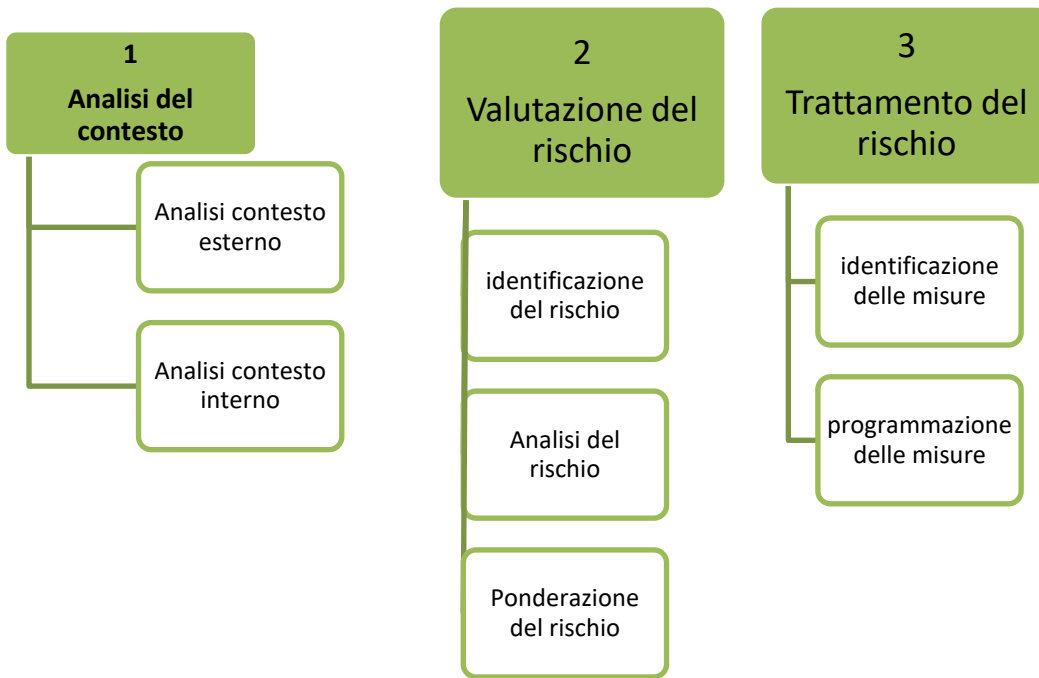 1
Analisi del
contesto
Analisi contesto
esterno
Analisi contesto
interno
2
Valutazione del
rischio
identificazione
del rischio
Analisi del
rischio
Ponderazione
del rischio
3
Trattamento del
rischio
identificazione
delle misure
programmazione
delle misure